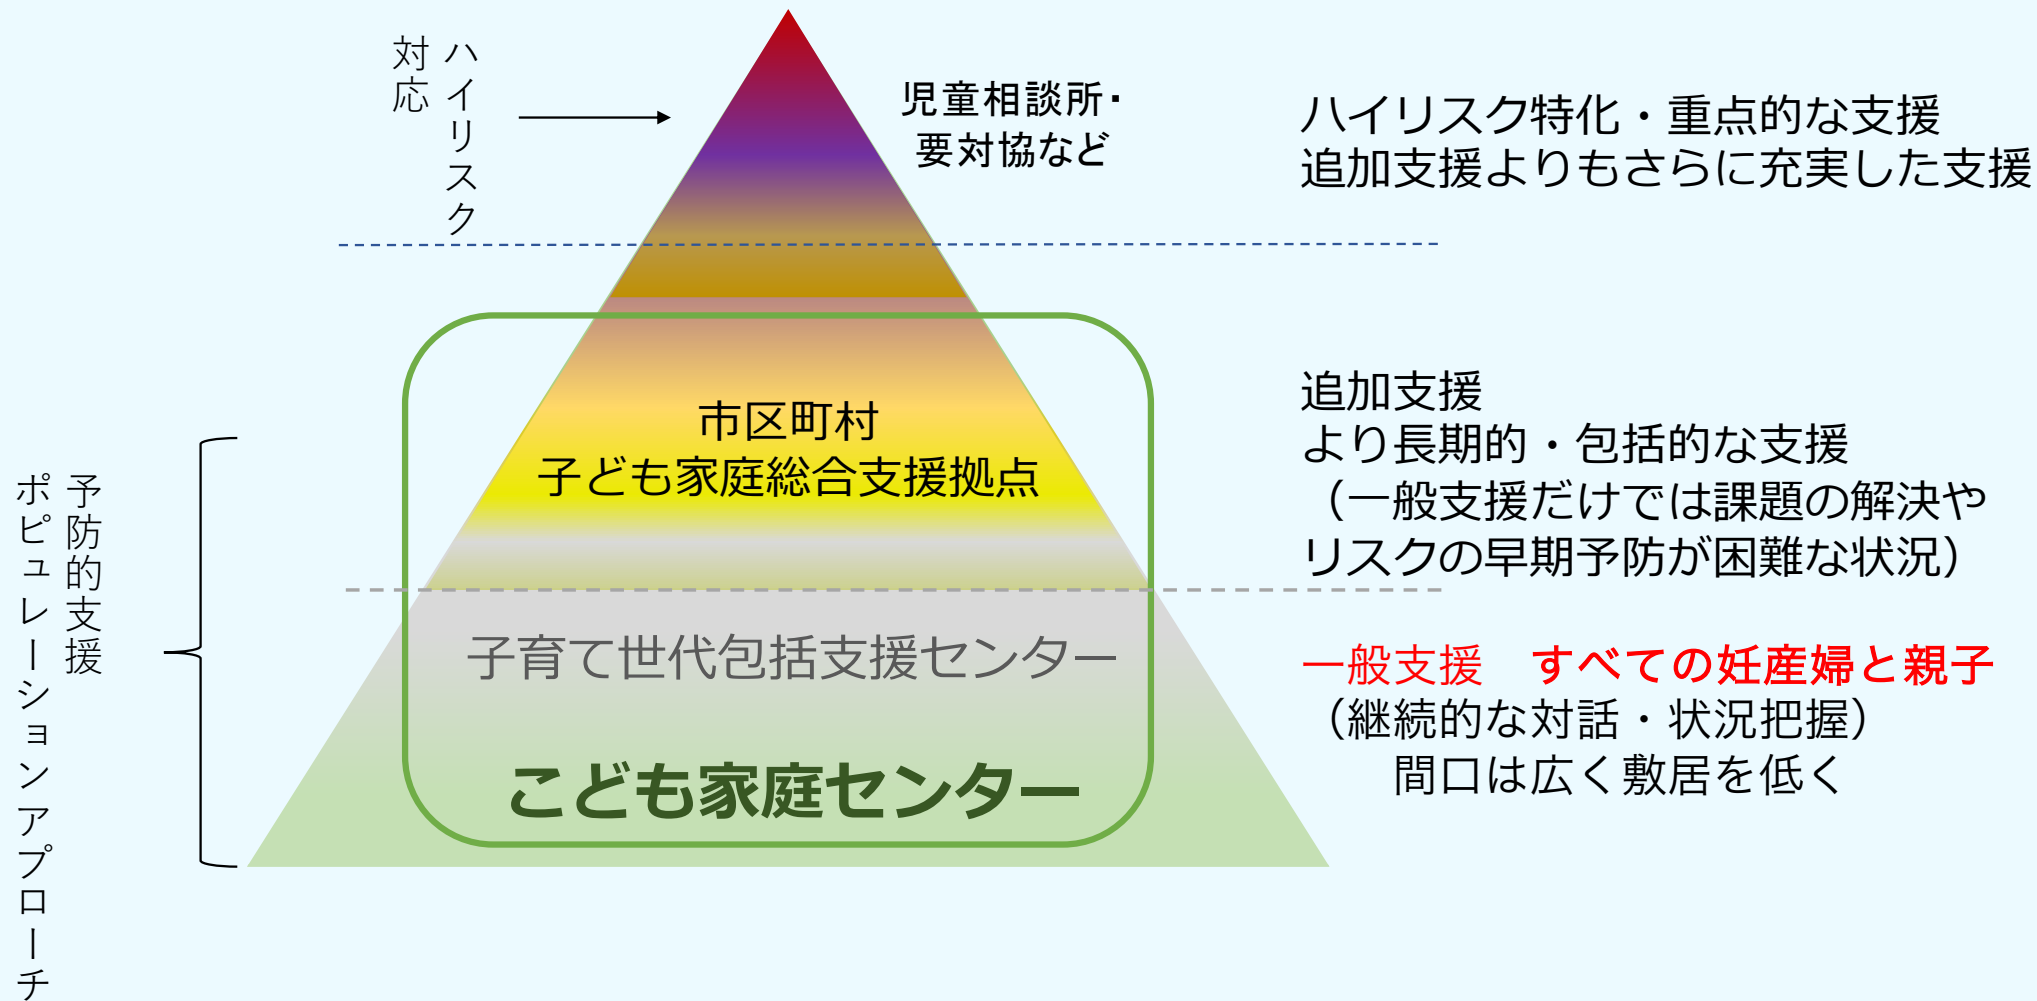 ハイリスク
対応
児童相談所・
要対協など
ハイリスク特化・重点的な支援
追加支援よりもさらに充実した支援
市区町村
子ども家庭総合支援拠点
追加支援
より長期的・包括的な支援
（一般支援だけでは課題の解決や
リスクの早期予防が困難な状況）
予防的支援
ポピュレーションアプローチ
子育て世代包括支援センター
こども家庭センター
一般支援　すべての妊産婦と親子
（継続的な対話・状況把握）
間口は広く敷居を低く